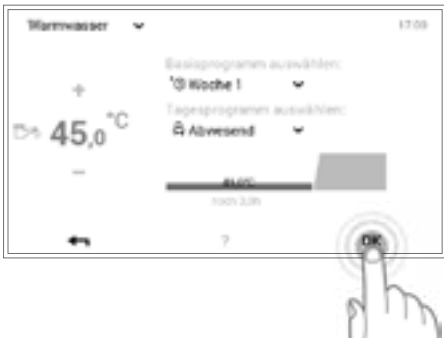 Warmwasser
17:00
Basisprogramm auswählen:
Woche 1
Tagesprogramm auswählen:
Abwesend
45,0 °C
?
OK